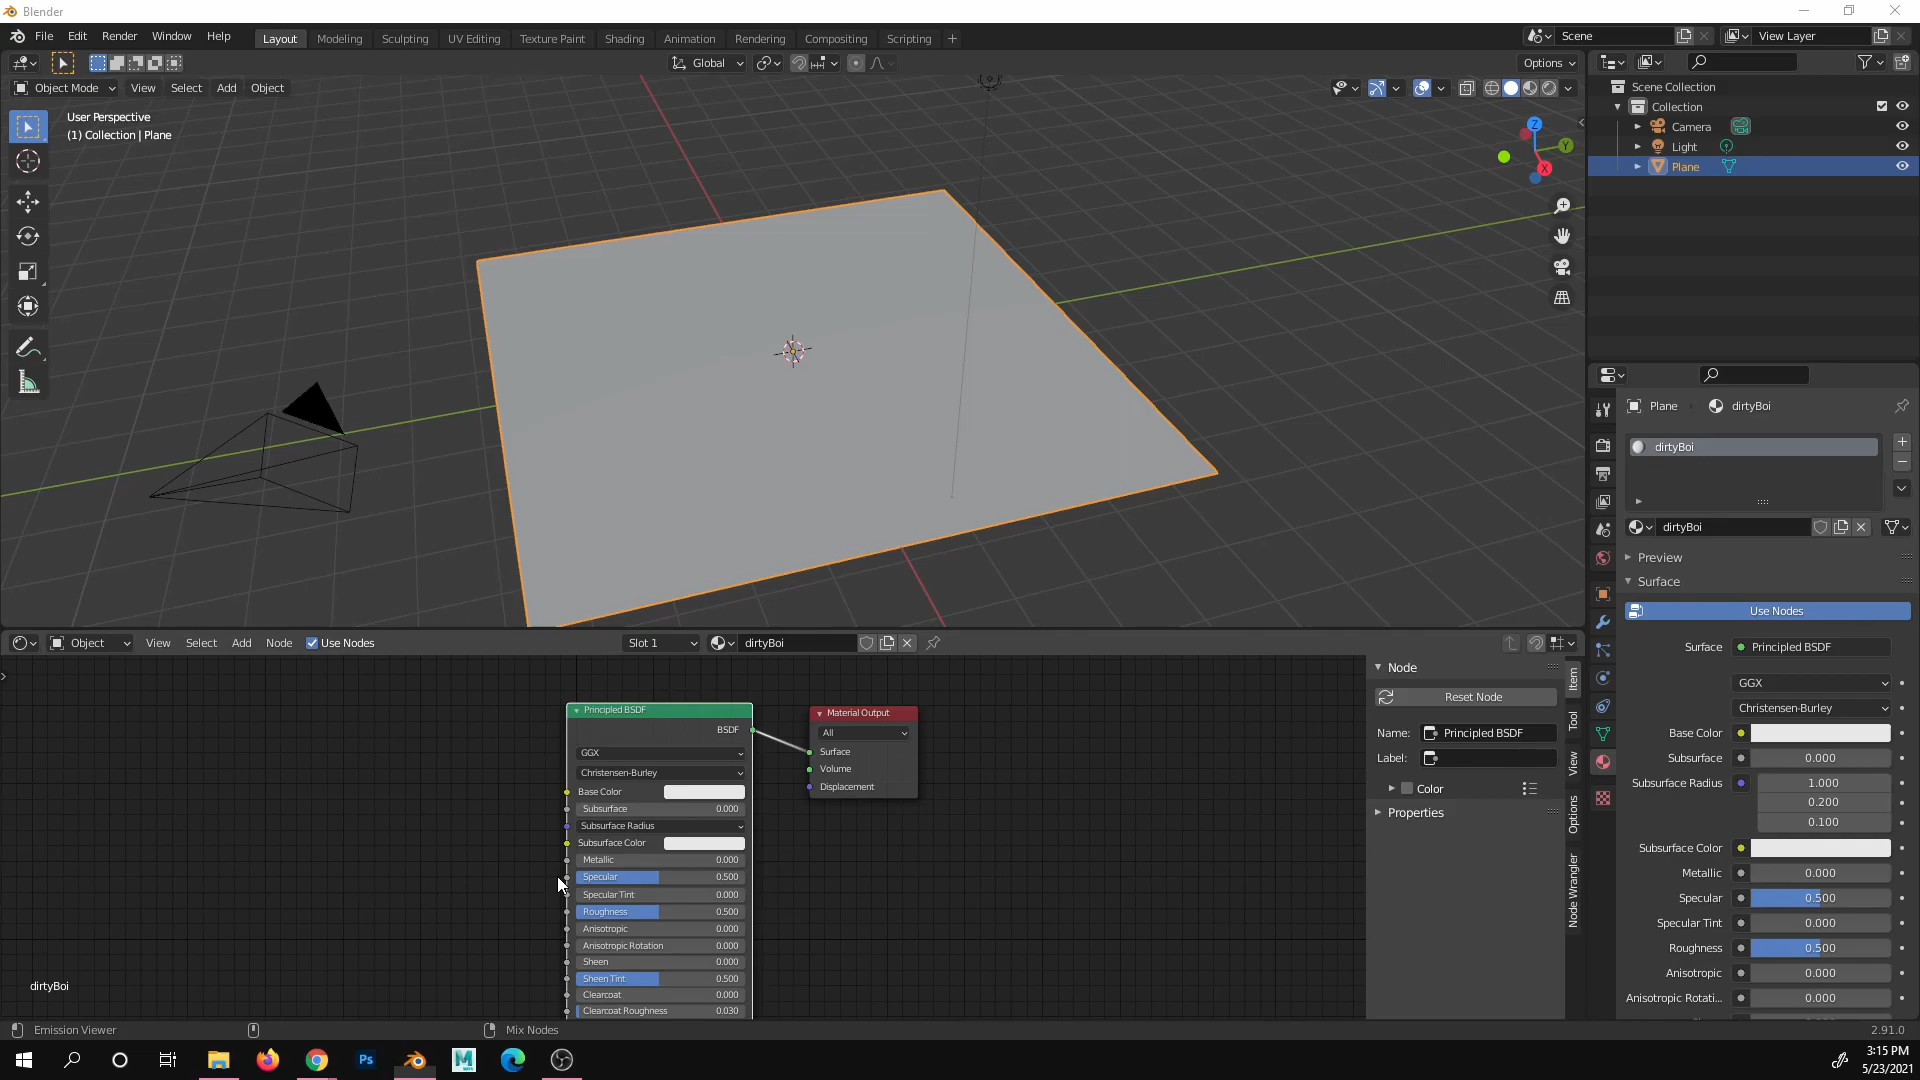 Blender
File Edit Render Window Help
Layout Modeling Sculpting UV Editing Texture Paint Shading Animation Rendering Compositing Scripting +
Scene
View Layer
Global
Options
Object Mode View Select Add Object
User Perspective
(1) Collection | Plane
Z
Y
X
Scene Collection
Collection
Camera
Light
Plane
Plane dirtyBoi
dirtyBoi
dirtyBoi
Preview
Surface
Use Nodes
Surface Principled BSDF
GGX
Christensen-Burley
Base Color
Subsurface 0.000
Subsurface Radius 1.000
0.200
0.100
Subsurface Color
Metallic 0.000
Specular 0.500
Specular Tint 0.000
Roughness 0.500
Anisotropic 0.000
Anisotropic Rotati... 0.000
Object View Select Add Node Use Nodes Slot 1 dirtyBoi
Principled BSDF
BSDF
GGX
Christensen-Burley
Base Color
Subsurface 0.000
Subsurface Radius
Subsurface Color
Metallic 0.000
Specular 0.500
Specular Tint 0.000
Roughness 0.500
Anisotropic 0.000
Anisotropic Rotation 0.000
Sheen 0.000
Sheen Tint 0.500
Clearcoat 0.000
Clearcoat Roughness 0.030
Material Output
All
Surface
Volume
Displacement
Node
Reset Node
Name: Principled BSDF
Label:
Color
Properties
Item
Tool
View
Options
Node Wrangler
dirtyBoi
Emission Viewer
Mix Nodes
2.91.0
Ps
3:15 PM
5/23/2021